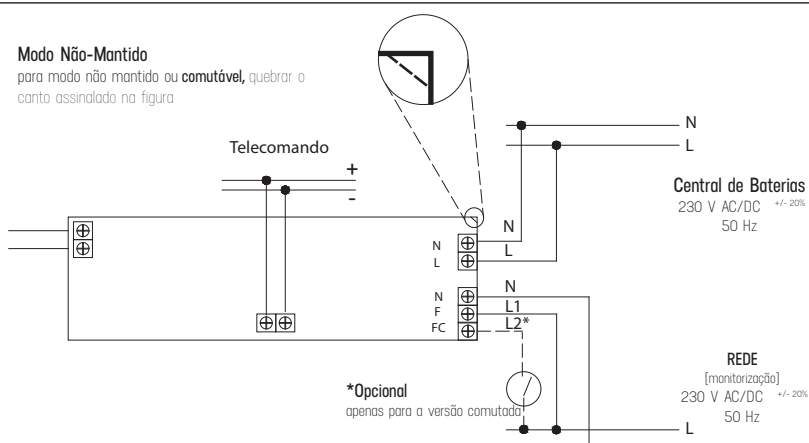 Modo Não-Mantido
para modo não mantido ou comutável, quebrar o
canto assinalado na figura
Telecomando
+
-
N
L
Central de Baterias
230 V AC/DC +/- 20%
50 Hz
N
N
L
L
N
N
F
L1
FC
L2*
*Opcional
apenas para a versão comutada
REDE
[monitorização]
230 V AC/DC +/- 20%
50 Hz
L